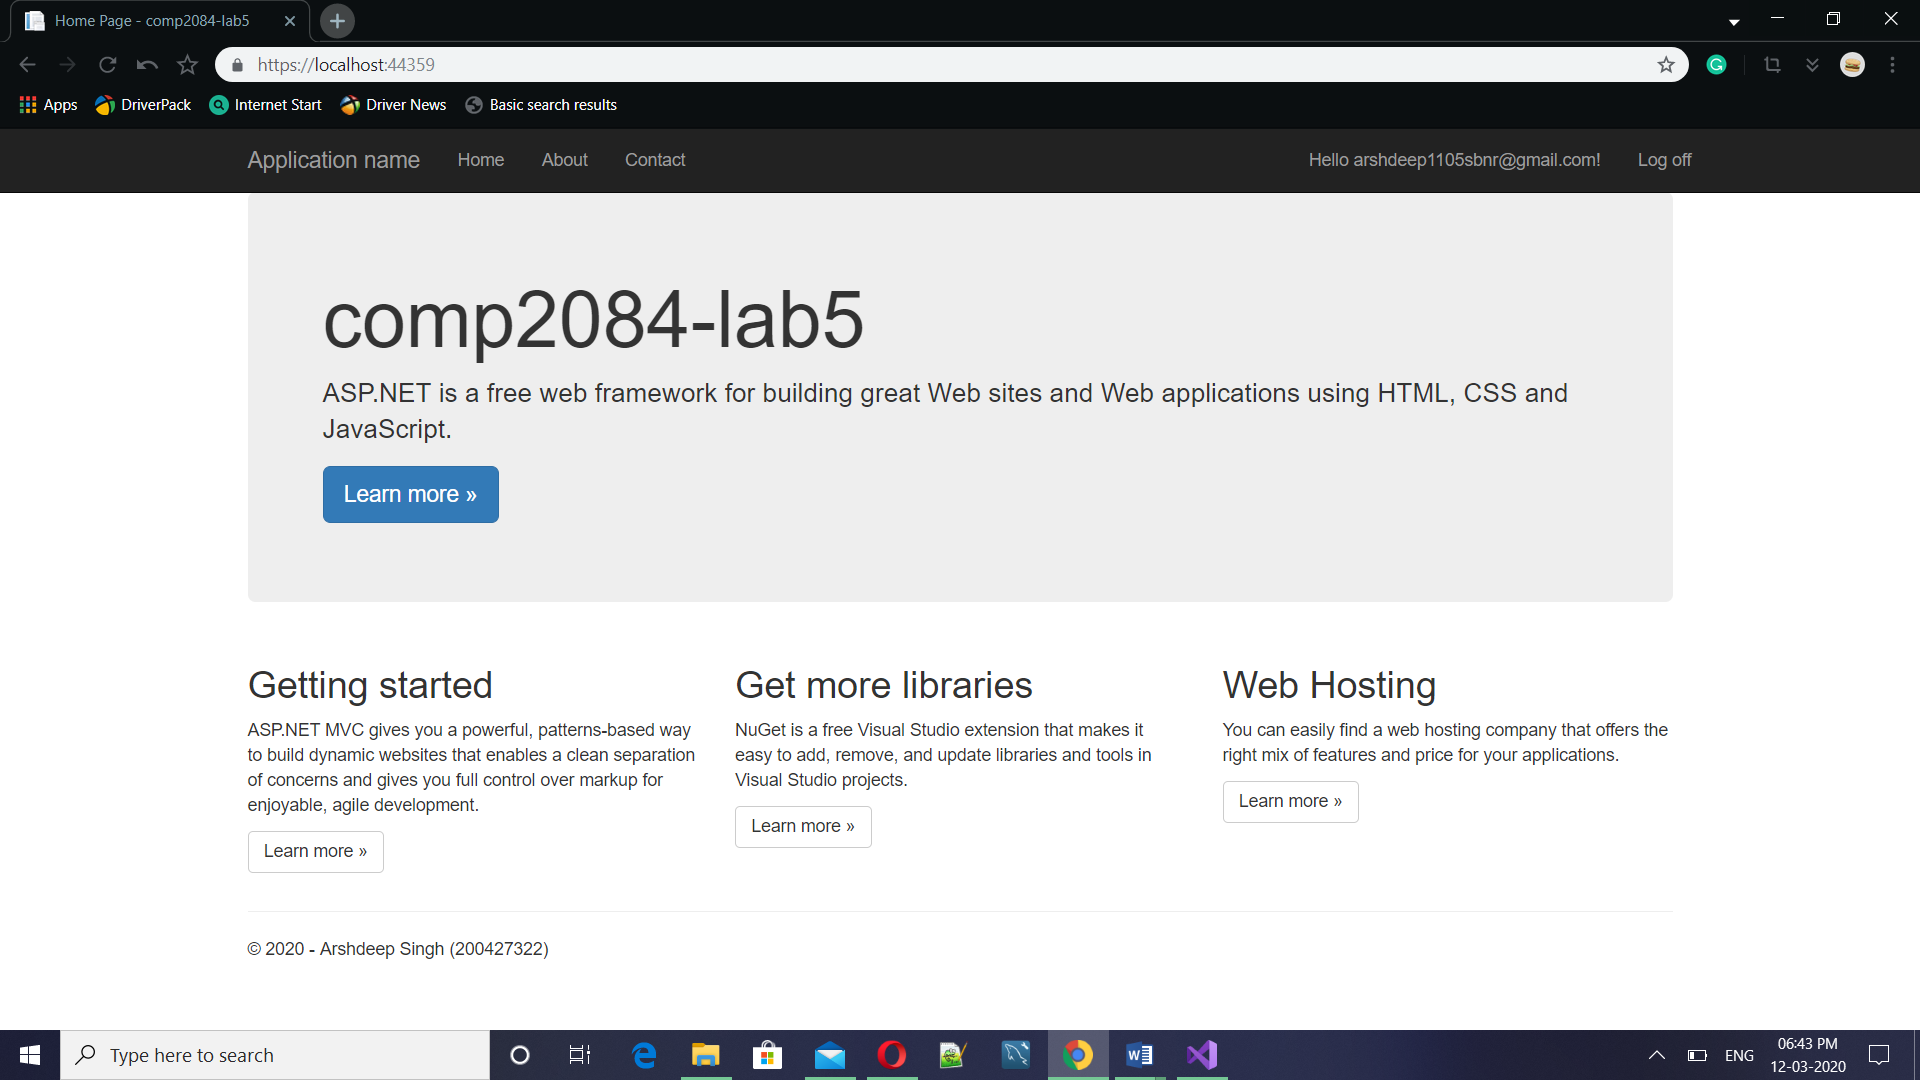 Home Page - comp2084-lab5
https://localhost:44359
Apps DriverPack Internet Start Driver News Basic search results
Application name Home About Contact Hello arshdeep1105sbnr@gmail.com! Log off
comp2084-lab5
ASP.NET is a free web framework for building great Web sites and Web applications using HTML, CSS and
JavaScript.
Learn more »
Getting started
ASP.NET MVC gives you a powerful, patterns-based way
to build dynamic websites that enables a clean separation
of concerns and gives you full control over markup for
enjoyable, agile development.
Learn more »
Get more libraries
NuGet is a free Visual Studio extension that makes it
easy to add, remove, and update libraries and tools in
Visual Studio projects.
Learn more »
Web Hosting
You can easily find a web hosting company that offers the
right mix of features and price for your applications.
Learn more »
© 2020 - Arshdeep Singh (200427322)
Type here to search
ENG
06:43 PM
12-03-2020